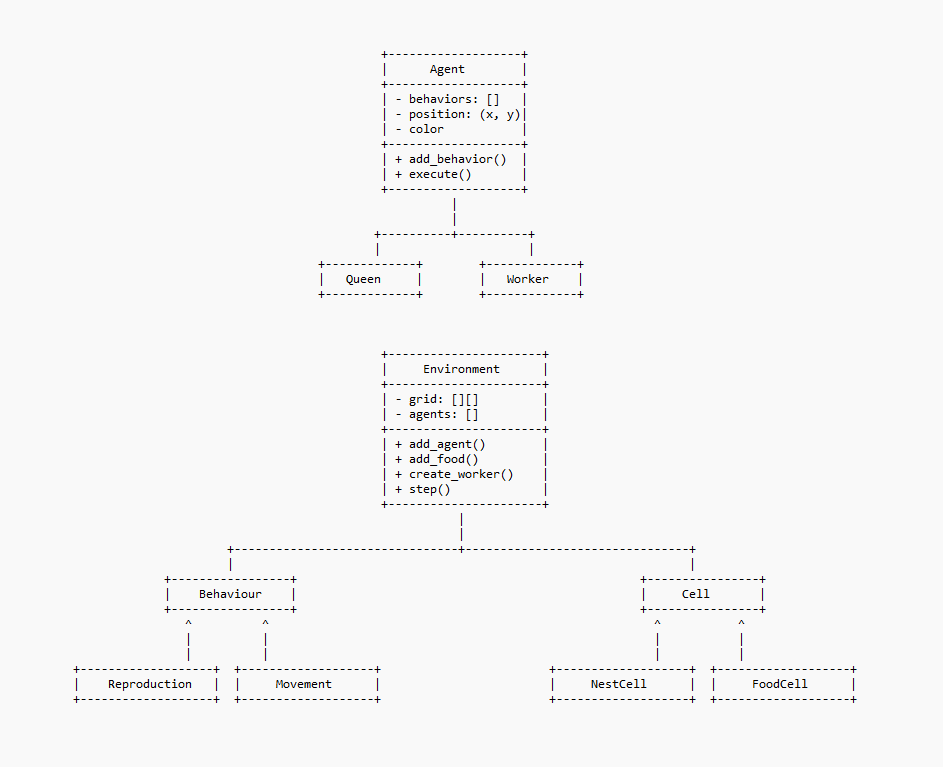 Agent
- behaviors: []
- position: (x, y)
- color
+ add_behavior()
+ execute()
Queen Worker
Environment
- grid: [][]
- agents: []
+ add_agent()
+ add_food()
+ create_worker()
+ step()
Behaviour Cell
Reproduction Movement NestCell FoodCell